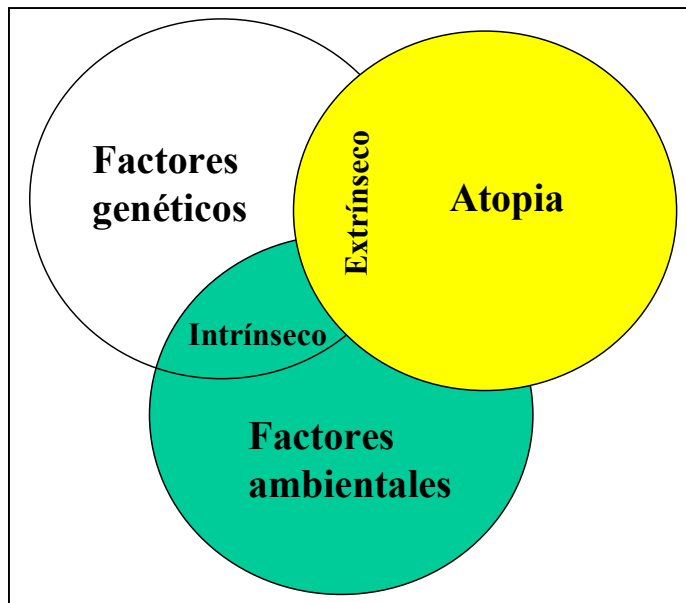 Factores
genéticos
Extrínseco
Atopia
Intrínseco
Factores
ambientales